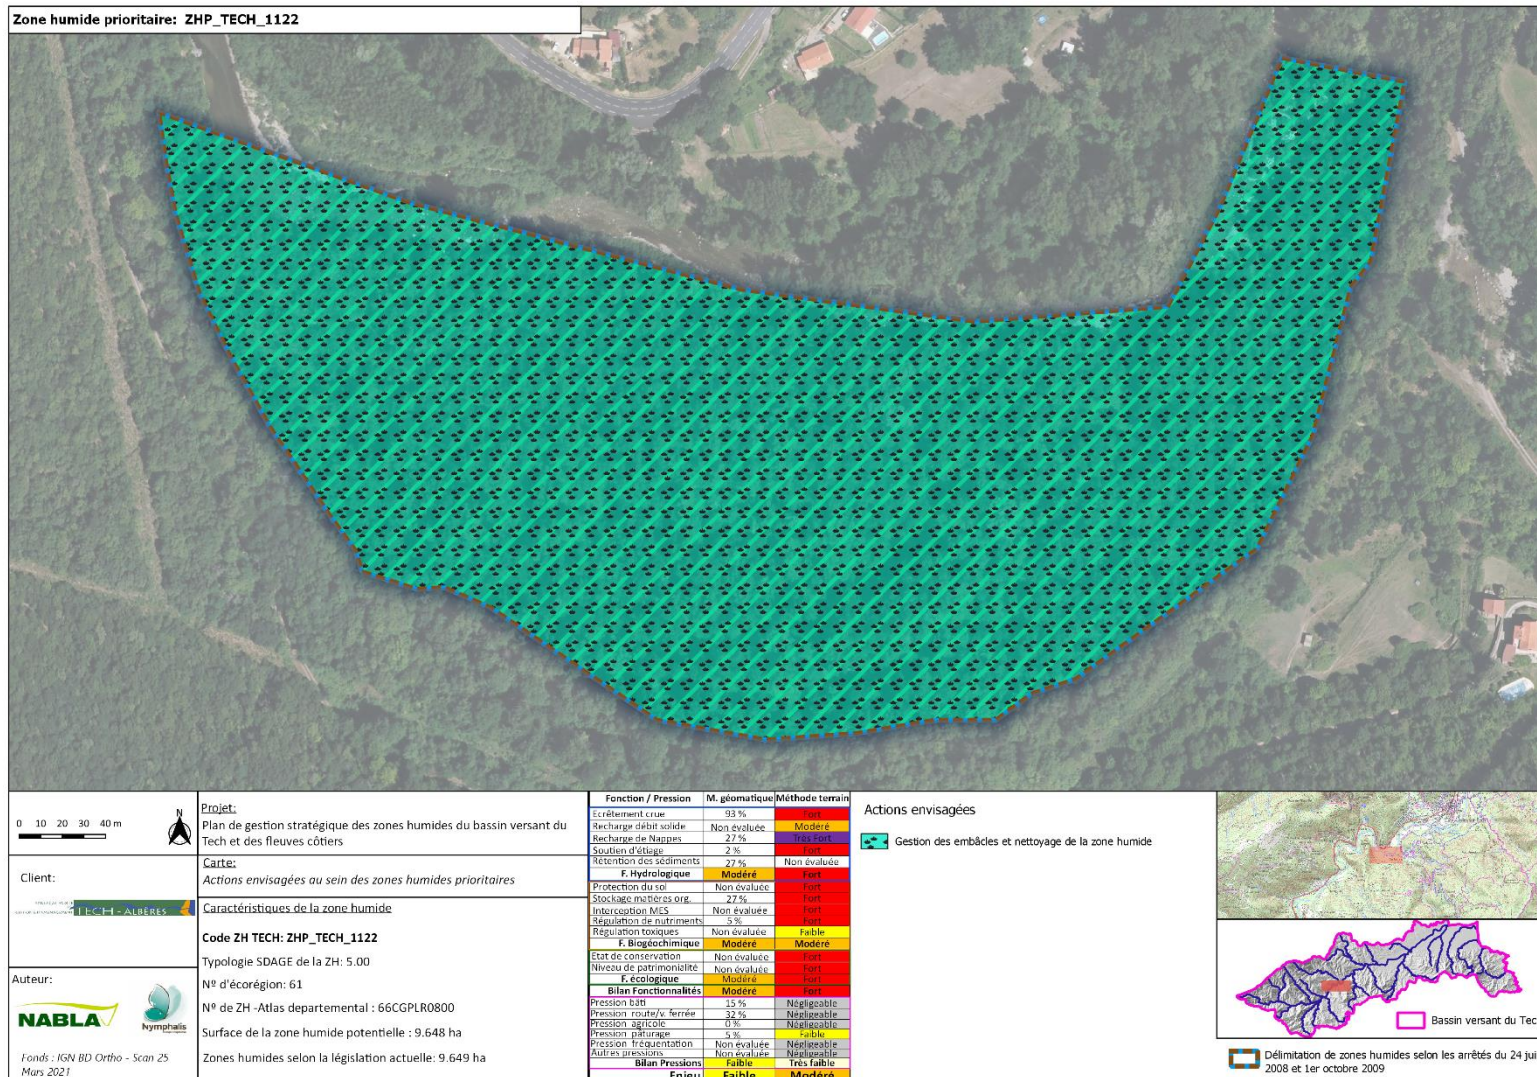 Zone humide prioritaire: ZHP_TECH_1122
0 10 20 30 40 m
N
Client:
TECH - ALBÈRES
Auteur:
NABLA
Nymphalis
Fonds : IGN BD Ortho - Scan 25
Mars 2021
Projet:
Plan de gestion stratégique des zones humides du bassin versant du
Tech et des fleuves côtiers
Carte:
Actions envisagées au sein des zones humides prioritaires
Caractéristiques de la zone humide
Code ZH TECH: ZHP_TECH_1122
Typologie SDAGE de la ZH: 5.00
Nº d'écorégion: 61
Nº de ZH -Atlas departemental : 66CGPLR0800
Surface de la zone humide potentielle : 9.648 ha
Zones humides selon la législation actuelle: 9.649 ha
Fonction / Pression M. géomatique Méthode terrain
Ecrêtement crue 93 % Fort
Recharge débit solide Non évaluée Modéré
Recharge de Nappes 27 % Très Fort
Soutien d'étiage 2 % Fort
Rétention des sédiments 27 % Non évaluée
F. Hydrologique Modéré Fort
Protection du sol Non évaluée Fort
Stockage matières org. 27 % Fort
Interception MES Non évaluée Fort
Régulation de nutriments 5 % Fort
Régulation toxiques Non évaluée Faible
F. Biogéochimique Modéré Modéré
Etat de conservation Non évaluée Fort
Niveau de patrimonialité Non évaluée Fort
F. écologique Modéré Fort
Bilan Fonctionnalités Modéré Fort
Pression bâti 15 % Négligeable
Pression route/v. ferrée 32 % Négligeable
Pression agricole 0 % Négligeable
Pression pâturage 5 % Faible
Pression fréquentation Non évaluée Négligeable
Autres pressions Non évaluée Négligeable
Bilan Pressions Faible Très faible
Enjeu Faible Modéré
Actions envisagées
Gestion des embâcles et nettoyage de la zone humide
Bassin versant du Tec
Délimitation de zones humides selon les arrêtés du 24 jui
2008 et 1er octobre 2009